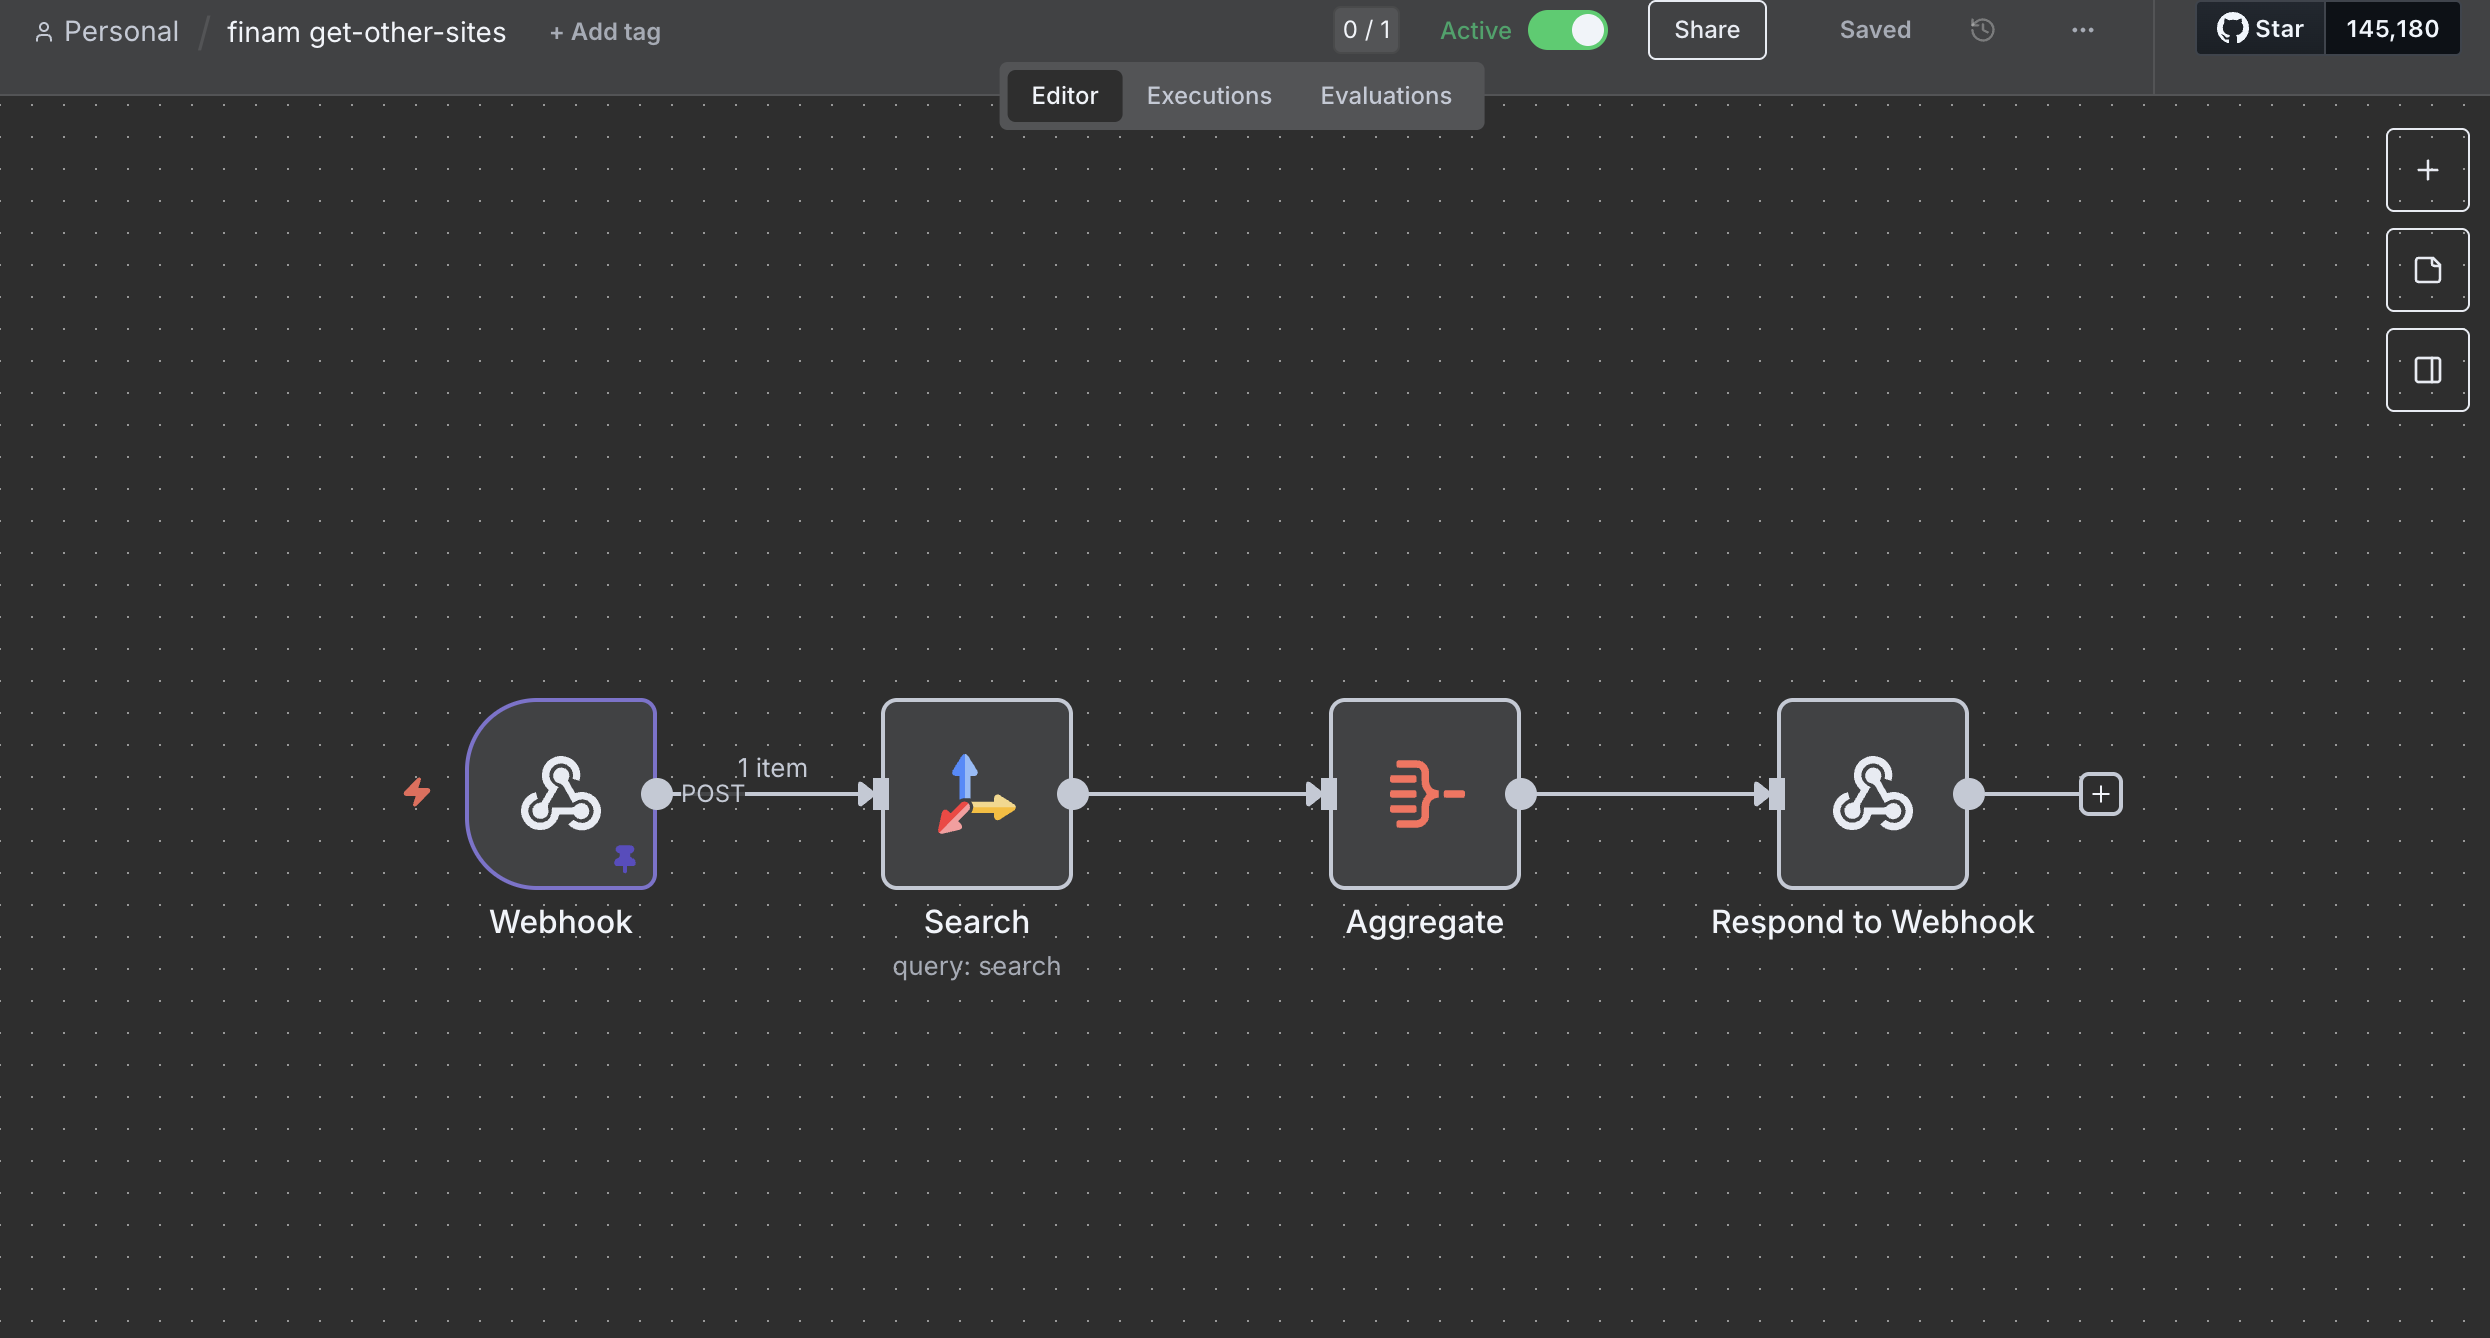 Personal / finam get-other-sites + Add tag 0 / 1 Active Share Saved ... Star 145,180
Editor Executions Evaluations
1 item
POST
Webhook Search Aggregate Respond to Webhook
query: search